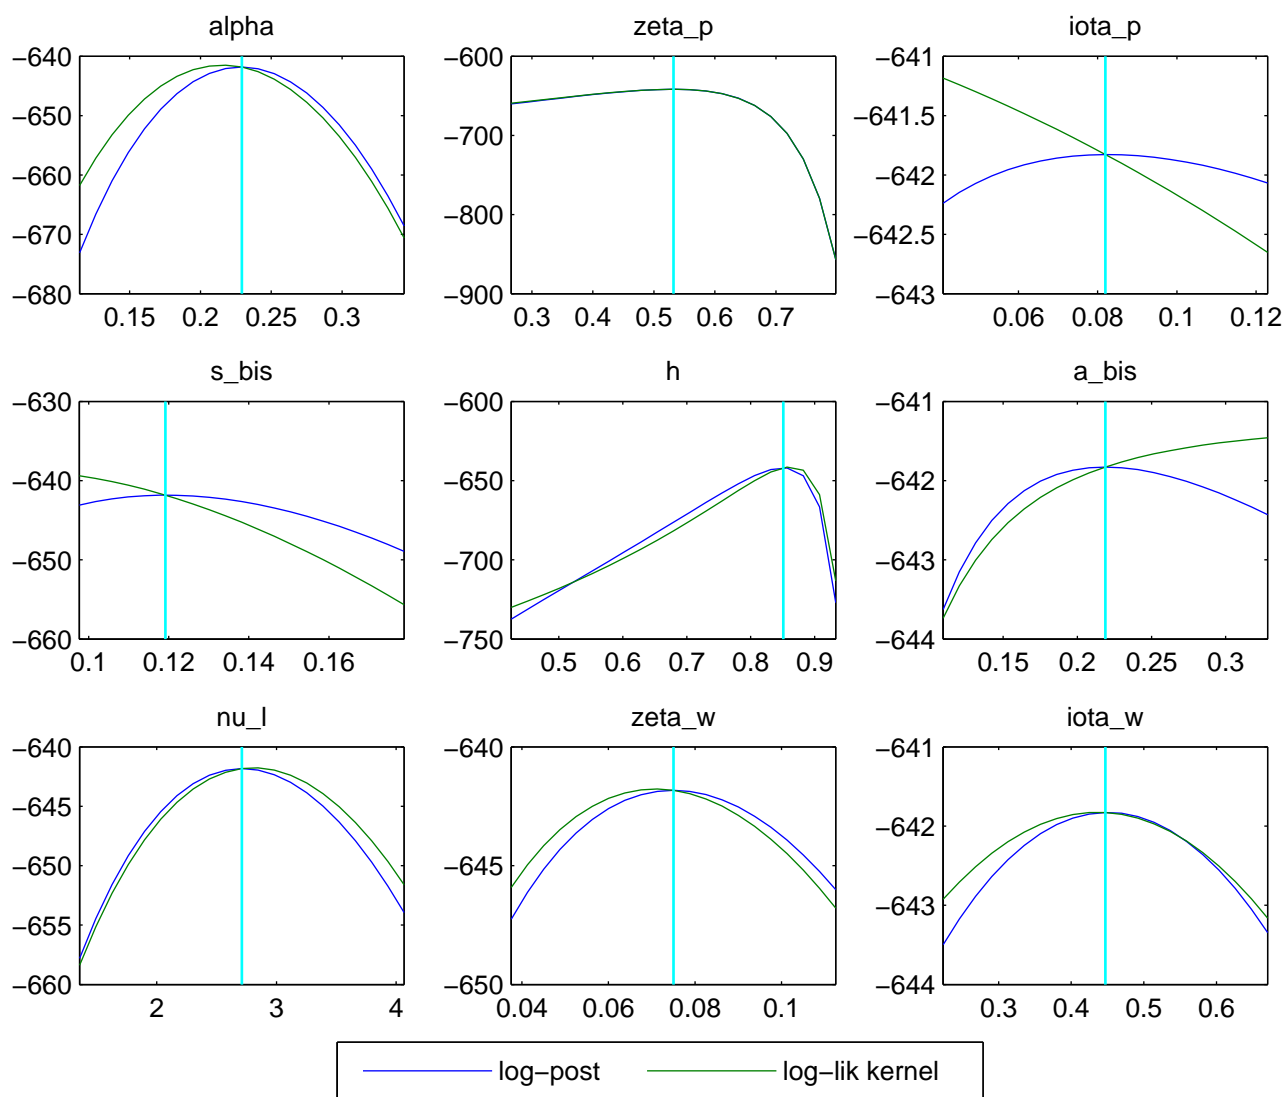 alpha
zeta_p
iota_p
−640
−650
−660
−670
−680
0.15 0.2 0.25 0.3
−600
−700
−800
−900
0.3 0.4 0.5 0.6 0.7
−641
−641.5
−642
−642.5
−643
0.06 0.08 0.1 0.12
s_bis
h
a_bis
−630
−640
−650
−660
0.1 0.12 0.14 0.16
−600
−650
−700
−750
0.5 0.6 0.7 0.8 0.9
−641
−642
−643
−644
0.15 0.2 0.25 0.3
nu_l
zeta_w
iota_w
−640
−645
−650
−655
−660
2 3 4
−640
−645
−650
0.04 0.06 0.08 0.1
−641
−642
−643
−644
0.3 0.4 0.5 0.6
log−post
log−lik kernel